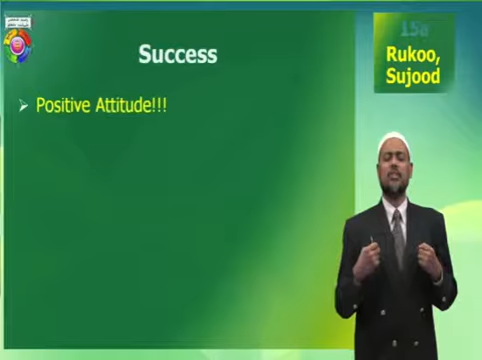 Success
15a
Rukoo,
Sujood
➢ Positive Attitude!!!